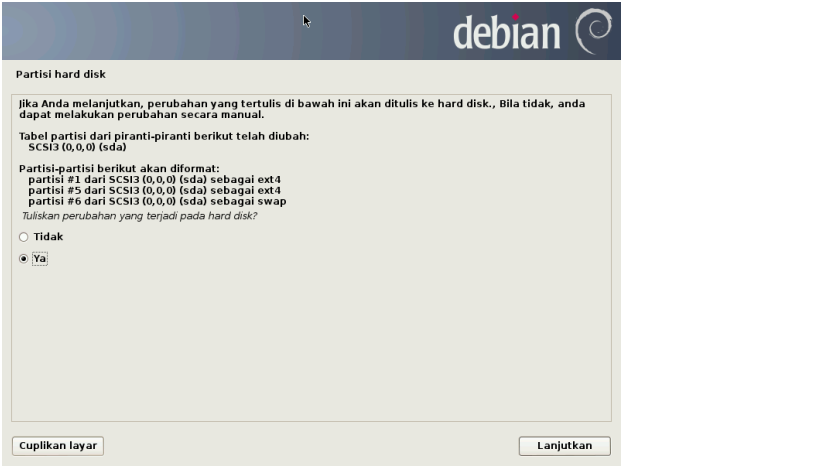 debian
Partisi hard disk
Jika Anda melanjutkan, perubahan yang tertulis di bawah ini akan ditulis ke hard disk., Bila tidak, anda
dapat melakukan perubahan secara manual.
Tabel partisi dari piranti-piranti berikut telah diubah:
SCSI3 (0,0,0) (sda)
Partisi-partisi berikut akan diformat:
partisi #1 dari SCSI3 (0,0,0) (sda) sebagai ext4
partisi #5 dari SCSI3 (0,0,0) (sda) sebagai ext4
partisi #6 dari SCSI3 (0,0,0) (sda) sebagai swap
Tuliskan perubahan yang terjadi pada hard disk?
Tidak
Ya
Cuplikan layar
Lanjutkan